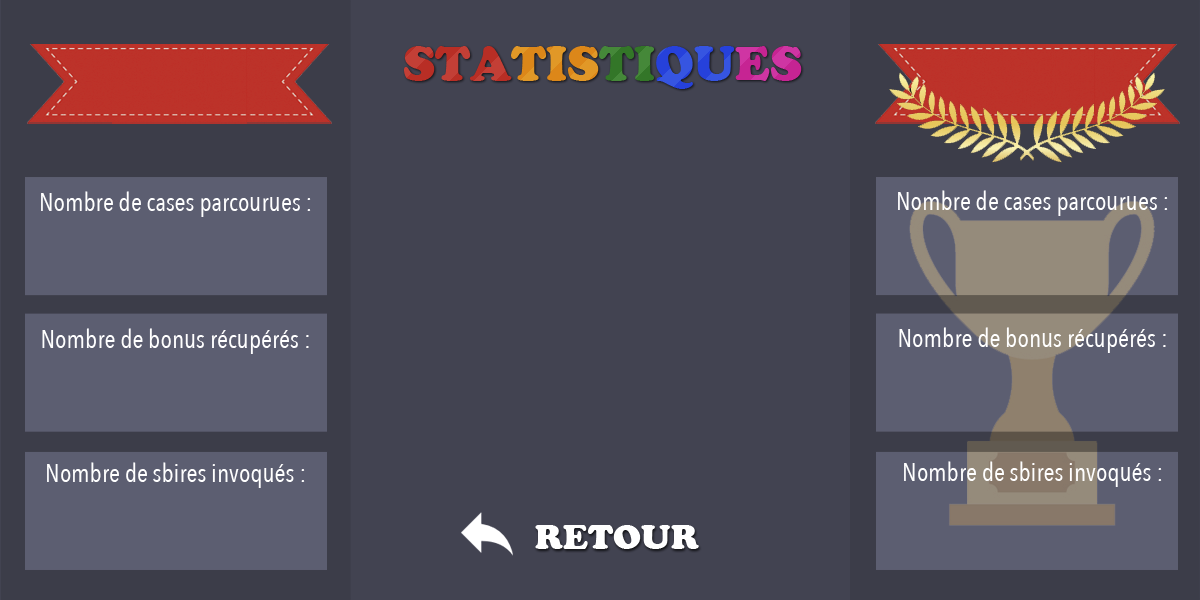 STATISTIQUES
Nombre de cases parcourues :
Nombre de bonus récupérés :
Nombre de sbires invoqués :
Nombre de cases parcourues :
Nombre de bonus récupérés :
Nombre de sbires invoqués :
RETOUR